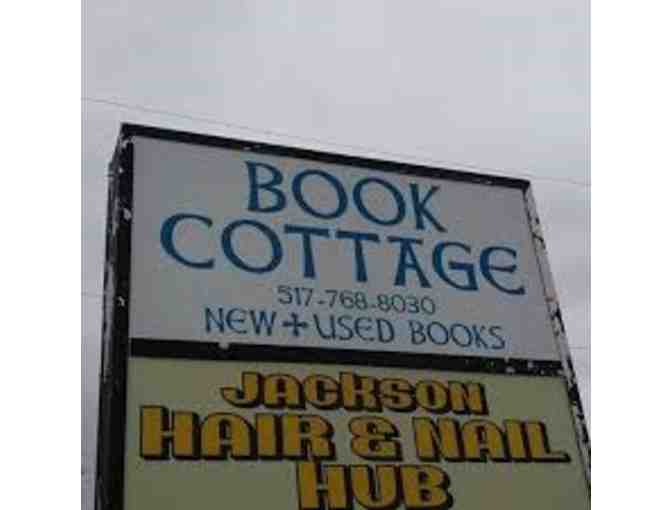 BOOK
COTTAGE
517-768-8030
NEW + USED BOOKS
JACKSON
HAIR & NAIL
HUB